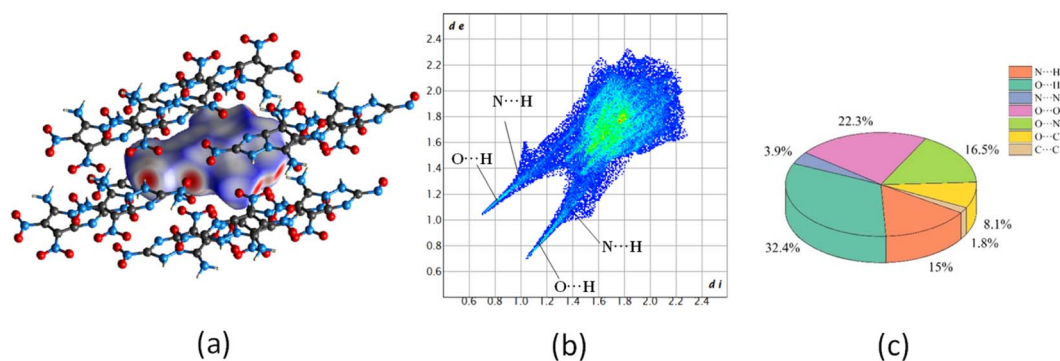 d e
2.4
2.2
2.0
1.8
1.6
1.4
1.2
1.0
0.8
0.6
0.6 0.8 1.0 1.2 1.4 1.6 1.8 2.0 2.2 2.4
d i
N···H
O···H
N···H
O···H
N···H
O···H
N···N
O···O
O···N
O···C
C···C
22.3%
16.5%
3.9%
8.1%
1.8%
32.4%
15%
(a) (b) (c)